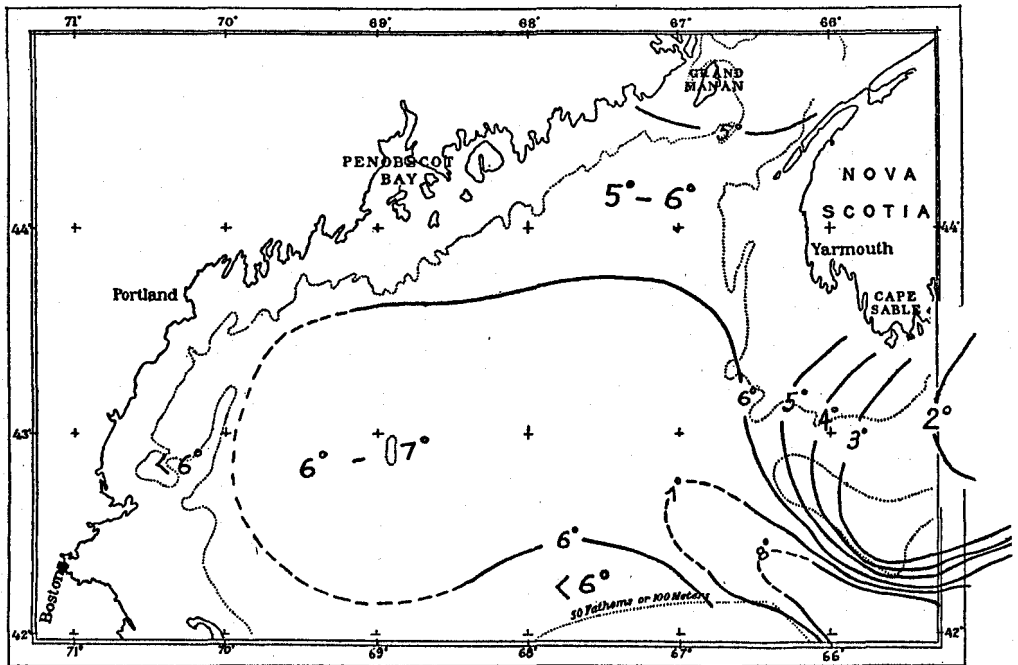 71° 70° 69° 68° 67° 66°
GRAND
MANAN
5°
PENOBSCOT
BAY
5° - 6°
NOVA
SCOTIA
44° 44°
Yarmouth
Portland
CAPE
SABLE
6° 5° 4° 3° 2°
43°
< 6°
6° - 7°
7°
6°
8°
< 6°
Boston
50 Fathoms or 100 Meters
42° 42°
71° 70° 69° 68° 67° 66°